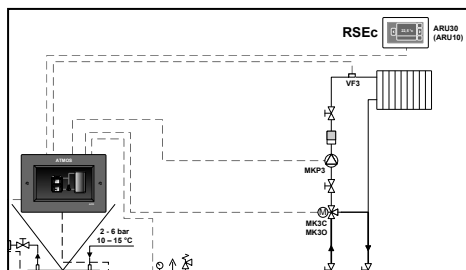 RSEc
ARU30
(ARU10)
VF3
ATMOS
MKP3
MK3C
MK3O
2 - 6 bar
10 – 15 °C